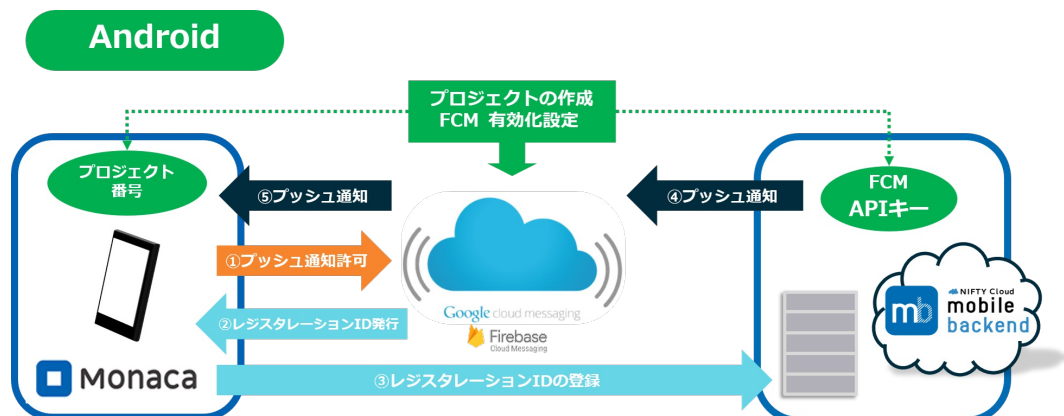 Android
プロジェクトの作成
FCM 有効化設定
プロジェクト
番号
⑤プッシュ通知
④プッシュ通知
FCM
APIキー
①プッシュ通知許可
②レジスタレーションID発行
Google cloud messaging
Firebase
Cloud Messaging
mb
NIFTY Cloud
mobile
backend
Monaca
③レジスタレーションIDの登録